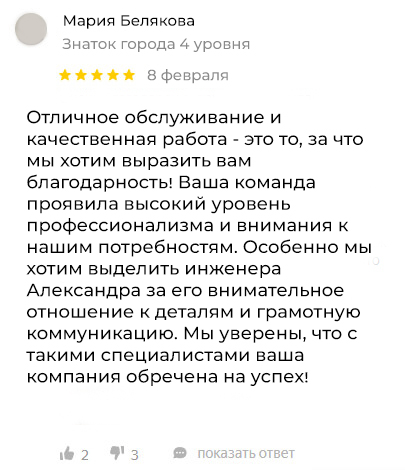 Мария Белякова
Знаток города 4 уровня
8 февраля
Отличное обслуживание и
качественная работа - это то, за что
мы хотим выразить вам
благодарность! Ваша команда
проявила высокий уровень
профессионализма и внимания к
нашим потребностям. Особенно мы
хотим выделить инженера
Александра за его внимательное
отношение к деталям и грамотную
коммуникацию. Мы уверены, что с
такими специалистами ваша
компания обречена на успех!
2 3 показать ответ